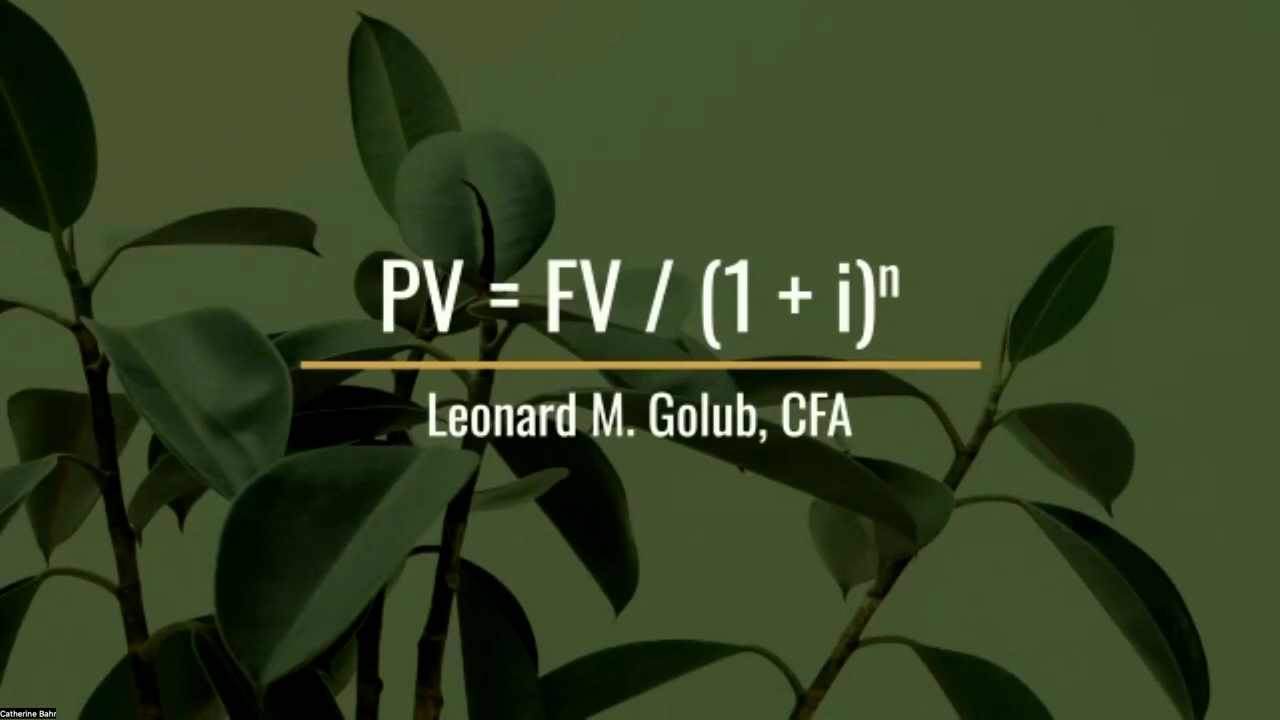 PV = FV / (1 + i)ⁿ
Leonard M. Golub, CFA
Catherine Bahr